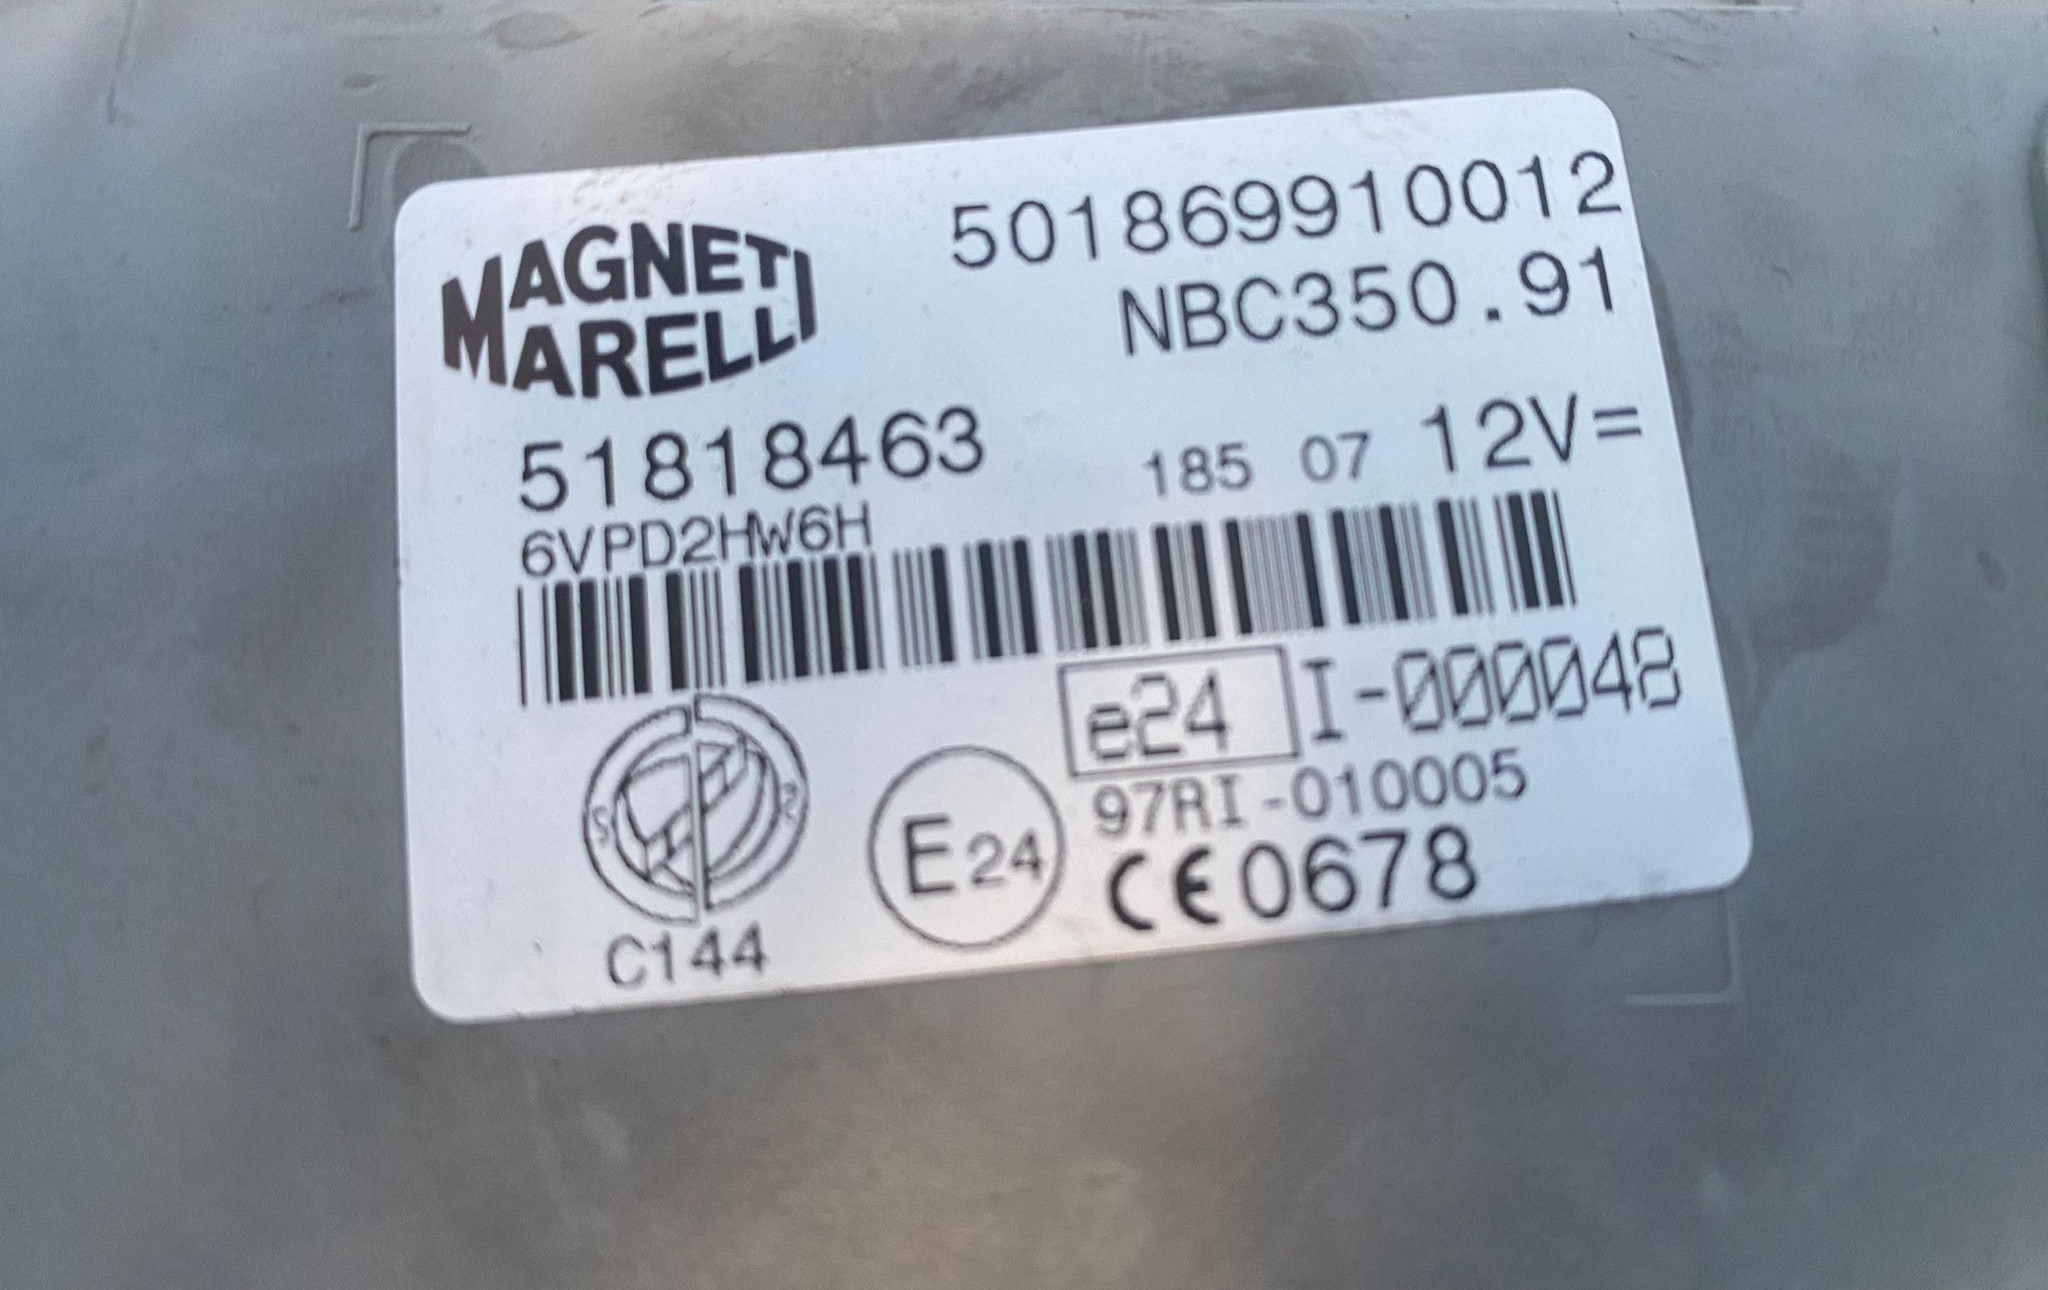 MAGNETI
MARELLI
501869910012
NBC350.91
51818463
185 07 12V=
6VPD2HW6H
e24 I-000048
97RI-010005
E24
CE0678
C144